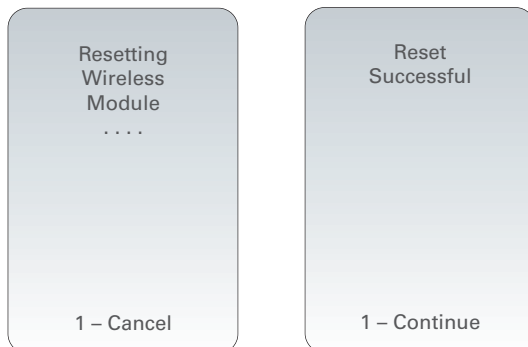 Resetting
Wireless
Module
. . . .
1 – Cancel
Reset
Successful
1 – Continue